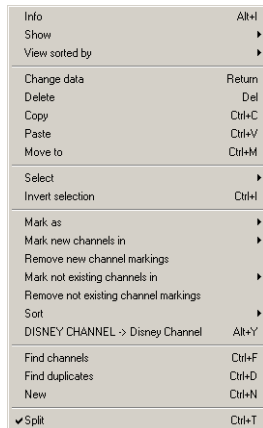 Info Alt+I
Show
View sorted by
Change data Return
Delete Del
Copy Ctrl+C
Paste Ctrl+V
Move to Ctrl+M
Select
Invert selection Ctrl+I
Mark as
Mark new channels in
Remove new channel markings
Mark not existing channels in
Remove not existing channel markings
Sort
DISNEY CHANNEL -> Disney Channel Alt+Y
Find channels Ctrl+F
Find duplicates Ctrl+D
New Ctrl+N
Split Ctrl+T